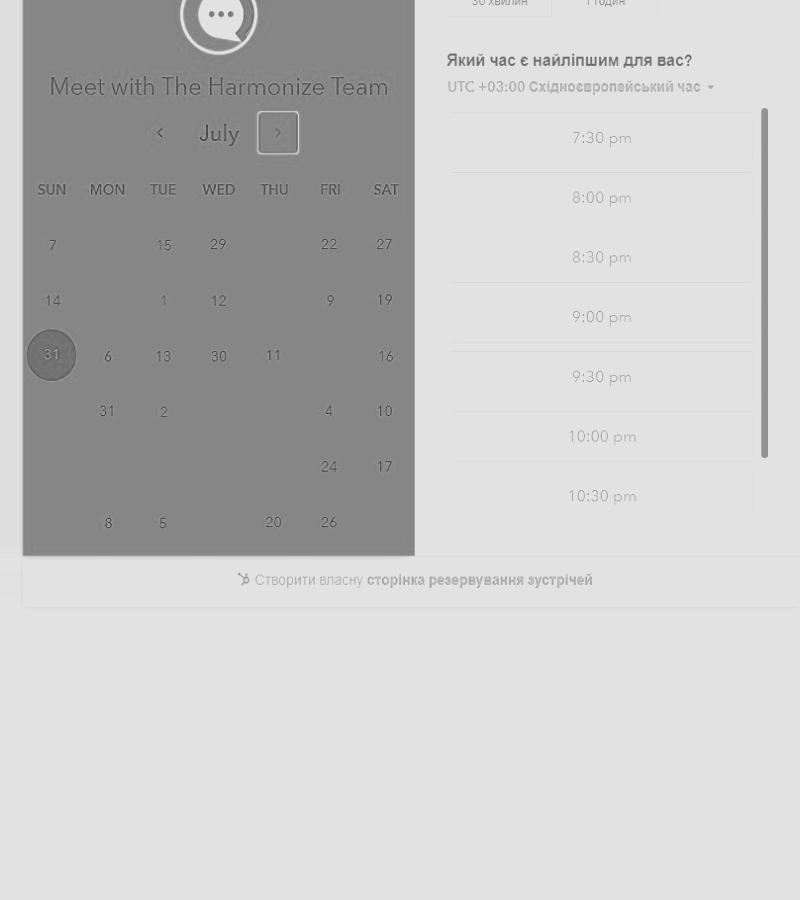 30 хвилин
1 годин
Meet with The Harmonize Team
July
SUN MON TUE WED THU FRI SAT
7 15 29 22 27
14 1 12 9 19
31 6 13 30 11 16
31 2 4 10
24 17
8 5 20 26
Який час є найліпшим для вас?
UTC +03:00 Східноєвропейський час
7:30 pm
8:00 pm
8:30 pm
9:00 pm
9:30 pm
10:00 pm
10:30 pm
Створити власну сторінка резервування зустрічей